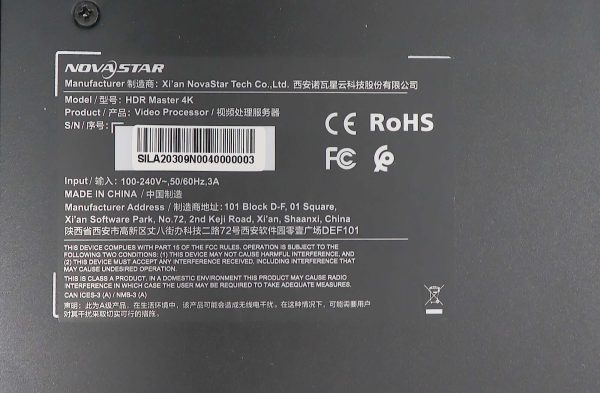 NOVASTAR
Manufacturer 制造商: Xi'an NovaStar Tech Co.,Ltd. 西安诺瓦星云科技股份有限公司
Model / 型号: HDR Master 4K
Product / 产品: Video Processor / 视频处理服务器
S/N / 序号:
SILA20309N0040000003
CE RoHS
FC
Input / 输入: 100-240V~,50/60Hz,3A
MADE IN CHINA / 中国制造
Manufacturer Address / 制造商地址: 101 Block D-F, 01 Square,
Xi'an Software Park, No.72, 2nd Keji Road, Xi'an, Shaanxi, China
陕西省西安市高新区丈八街办科技二路72号西安软件园零壹广场DEF101
THIS DEVICE COMPLIES WITH PART 15 OF THE FCC RULES. OPERATION IS SUBJECT TO THE
FOLLOWING TWO CONDITIONS: (1) THIS DEVICE MAY NOT CAUSE HARMFUL INTERFERENCE, AND
(2) THIS DEVICE MUST ACCEPT ANY INTERFERENCE RECEIVED, INCLUDING INTERFERENCE THAT
MAY CAUSE UNDESIRED OPERATION.
THIS IS CLASS A PRODUCT. IN A DOMESTIC ENVIRONMENT THIS PRODUCT MAY CAUSE RADIO
INTERFERENCE IN WHICH CASE THE USER MAY BE REQUIRED TO TAKE ADEQUATE MEASURES.
CAN ICES-3 (A) / NMB-3 (A)
声明: 此为A级产品, 在生活环境中, 该产品可能会造成无线电干扰。在这种情况下, 可能需要用户
对其干扰采取切实可行的措施。